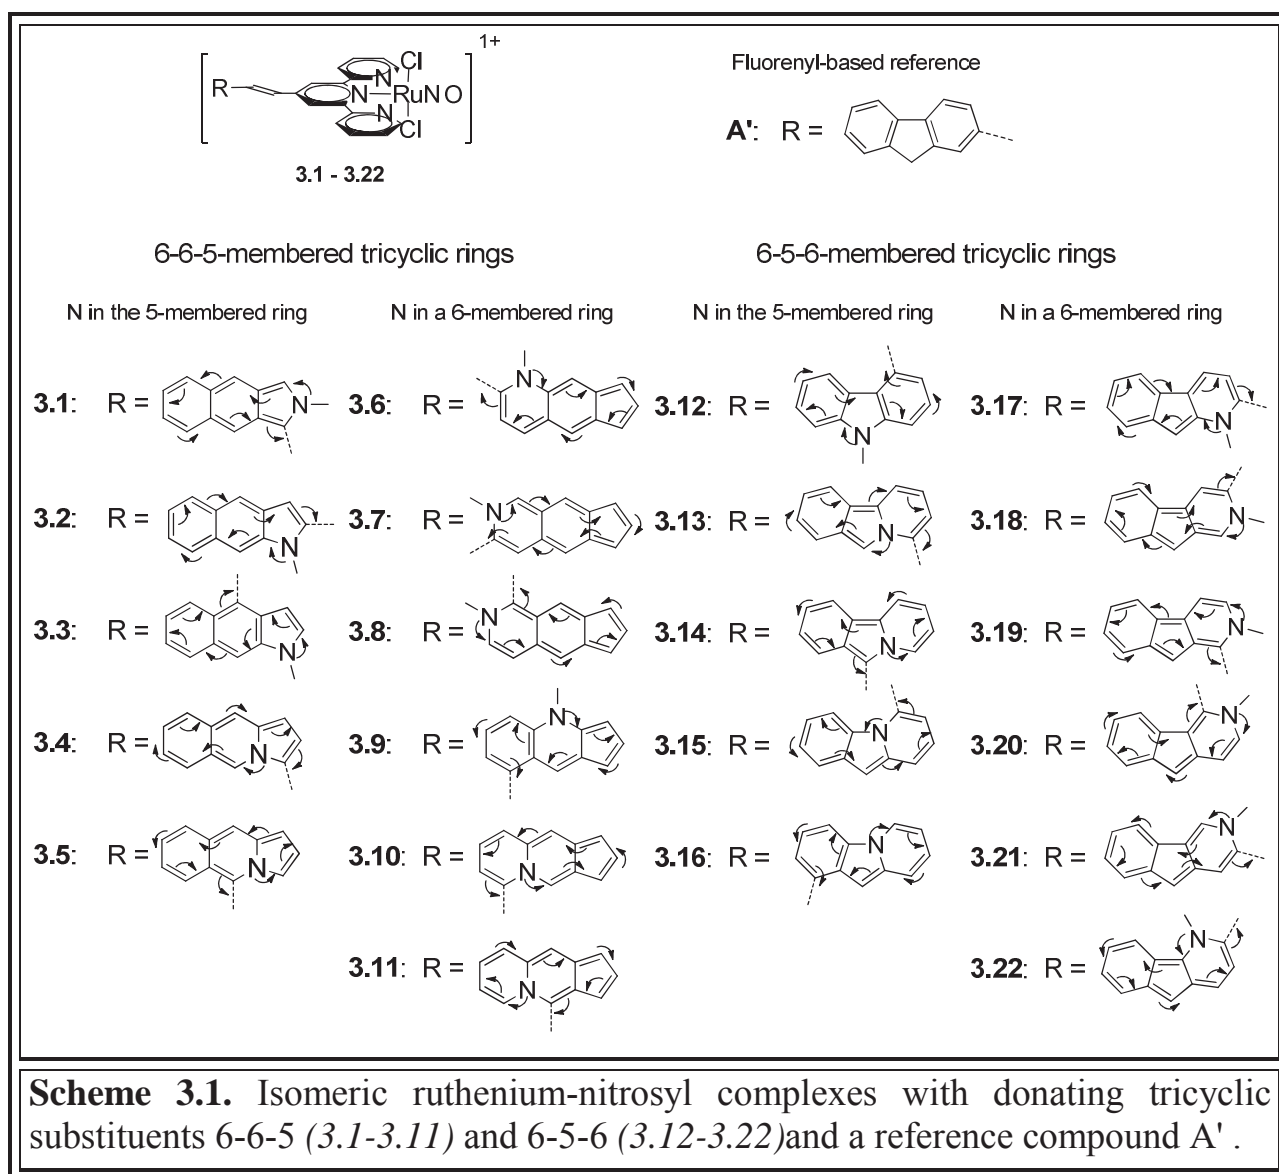 1+
R
N
N
N
Cl
Cl
RuNO
3.1 - 3.22
Fluorenyl-based reference
A': R =
6-6-5-membered tricyclic rings
6-5-6-membered tricyclic rings
N in the 5-membered ring
N in a 6-membered ring
N in the 5-membered ring
N in a 6-membered ring
3.1: R = N
3.6: R = N
3.12: R = N
3.17: R = N
3.2: R = N
3.7: R = N
3.13: R = N
3.18: R = N
3.3: R = N
3.8: R = N
3.14: R = N
3.19: R = N
3.4: R = N
3.9: R = N
3.15: R = N
3.20: R = N
3.5: R = N
3.10: R = N
3.16: R = N
3.21: R = N
3.11: R = N
3.22: R = N
Scheme 3.1. Isomeric ruthenium-nitrosyl complexes with donating tricyclic
substituents 6-6-5 (3.1-3.11) and 6-5-6 (3.12-3.22)and a reference compound A' .